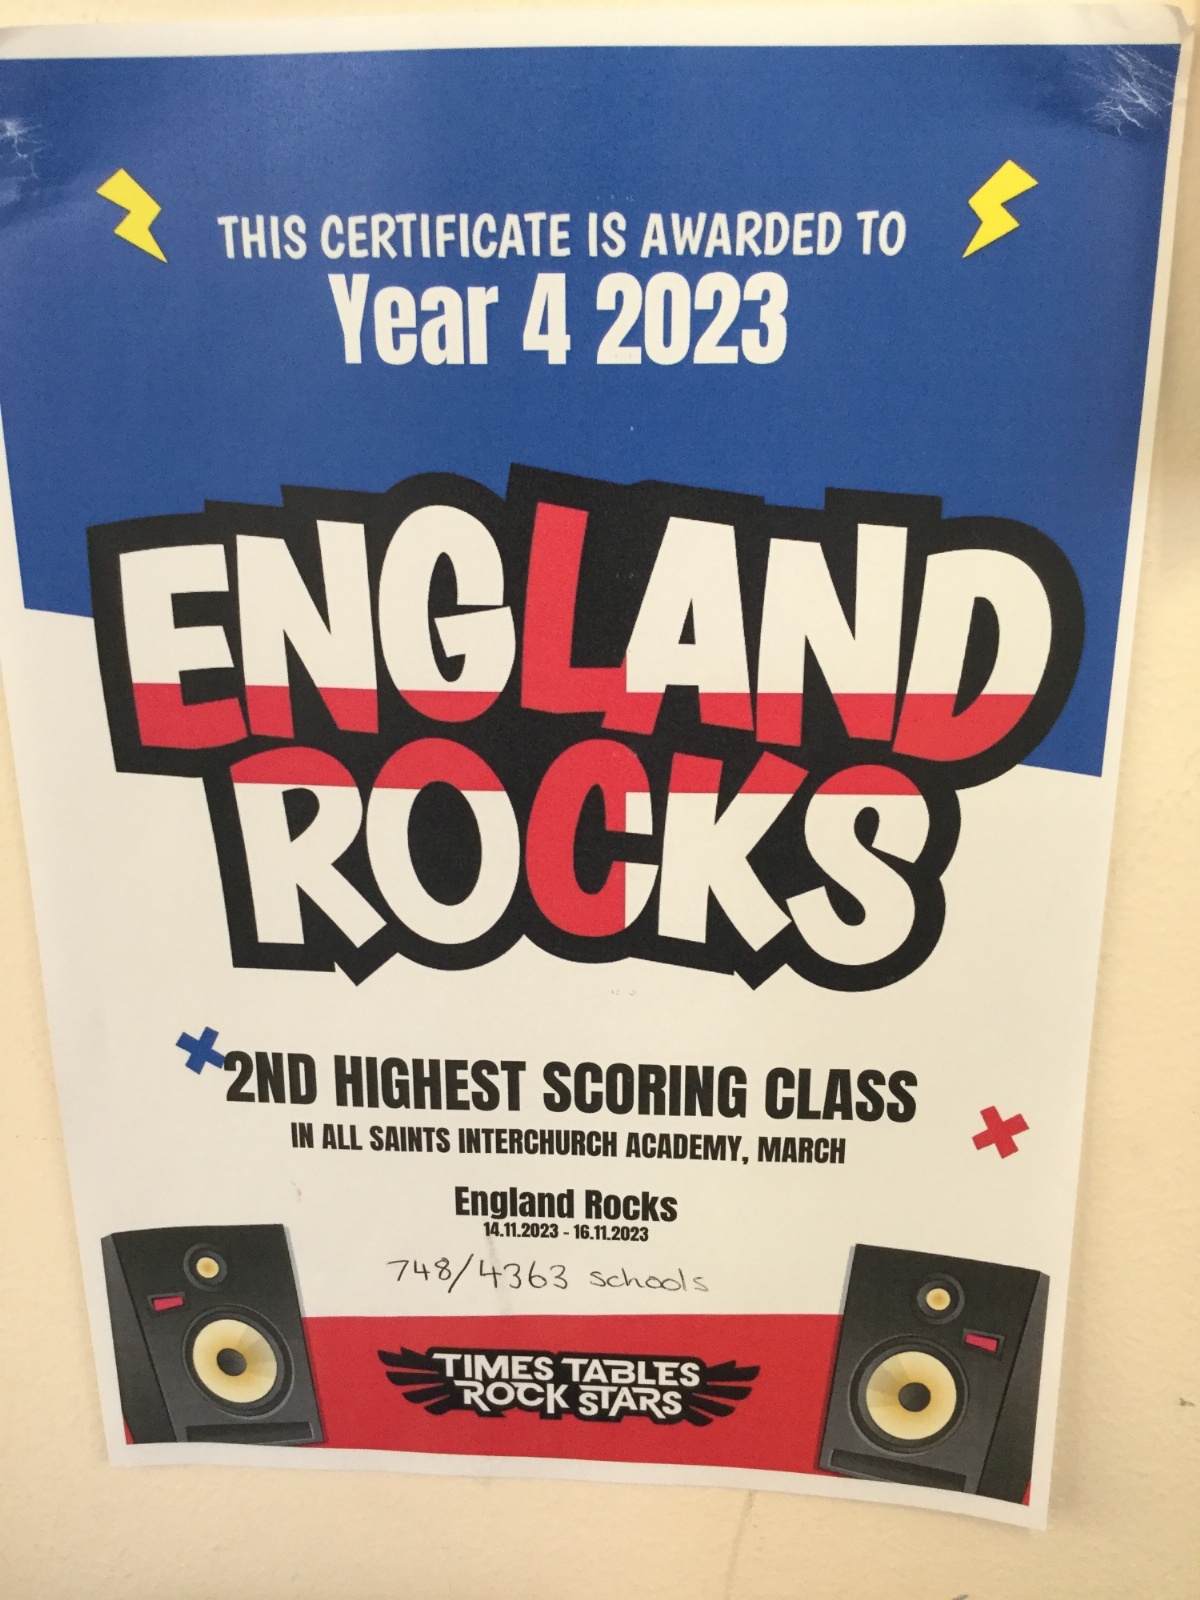 THIS CERTIFICATE IS AWARDED TO
Year 4 2023
ENGLAND
ROCKS
2ND HIGHEST SCORING CLASS
IN ALL SAINTS INTERCHURCH ACADEMY, MARCH
England Rocks
14.11.2023 - 16.11.2023
748/4363 schools
TIMES TABLES
ROCK STARS